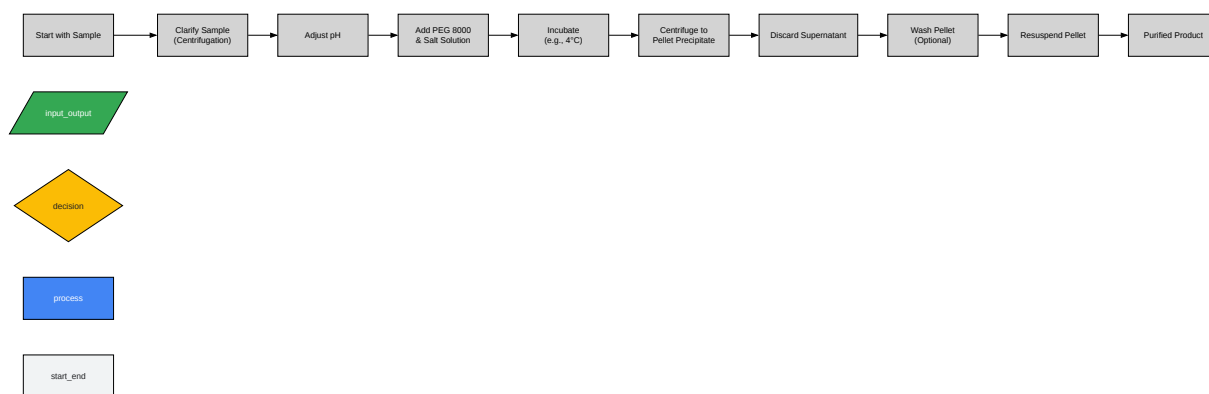 Start with Sample
Clarify Sample
(Centrifugation)
Adjust pH
Add PEG 8000
& Salt Solution
Incubate
(e.g., 4°C)
Centrifuge to
Pellet Precipitate
Discard Supernatant
Wash Pellet
(Optional)
Resuspend Pellet
Purified Product
input_output
decision
process
start_end